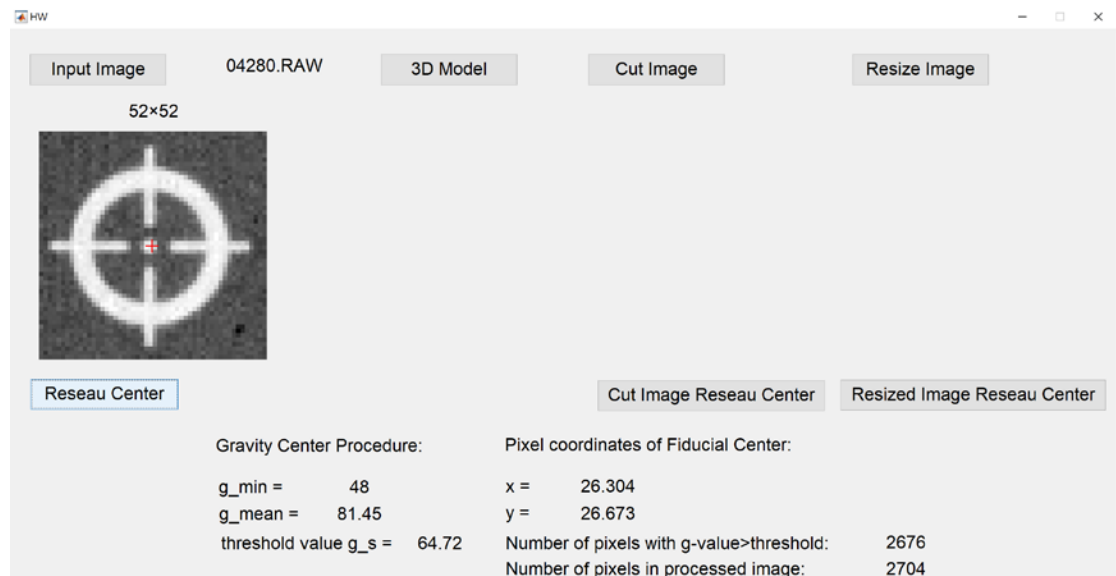 HW
Input Image 04280.RAW 3D Model Cut Image Resize Image
52×52
Reseau Center Cut Image Reseau Center Resized Image Reseau Center
Gravity Center Procedure: Pixel coordinates of Fiducial Center:
g_min = 48 x = 26.304
g_mean = 81.45 y = 26.673
threshold value g_s = 64.72 Number of pixels with g-value>threshold: 2676
Number of pixels in processed image: 2704